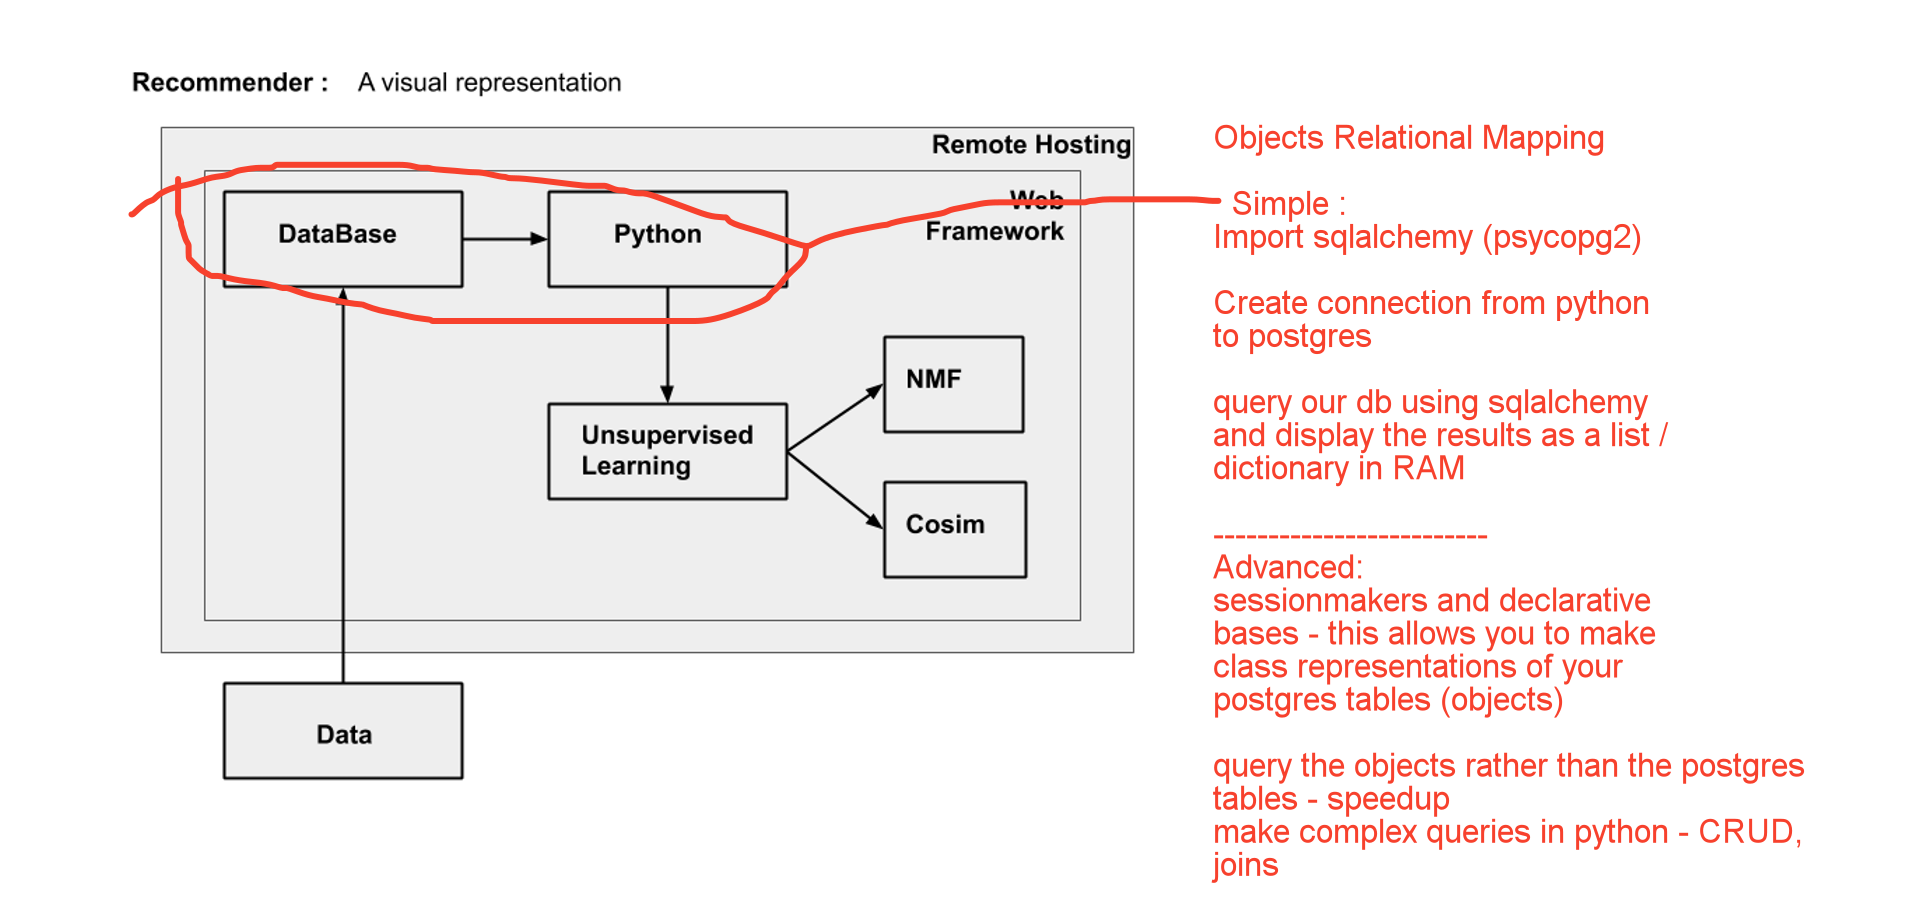 Recommender : A visual representation
Remote Hosting
Web
Framework
DataBase
Python
NMF
Unsupervised
Learning
Cosim
Data
Objects Relational Mapping
Simple :
Import sqlalchemy (psycopg2)
Create connection from python
to postgres
query our db using sqlalchemy
and display the results as a list /
dictionary in RAM
-------------------------
Advanced:
sessionmakers and declarative
bases - this allows you to make
class representations of your
postgres tables (objects)
query the objects rather than the postgres
tables - speedup
make complex queries in python - CRUD,
joins